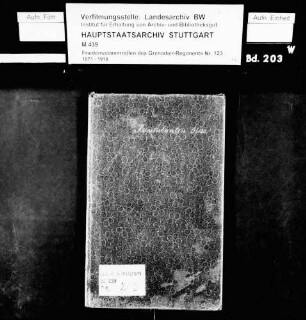 Aufn. Film
Verfilmungsstelle: Landesarchiv BW
Institut für Erhaltung von Archiv- und Bibliotheksgut
HAUPTSTAATSARCHIV STUTTGART
M 439
Friedensstammrollen des Grenadier-Regiments Nr. 123
1871-1918
Aufn. Einheit
W
Bd. 203
M 439